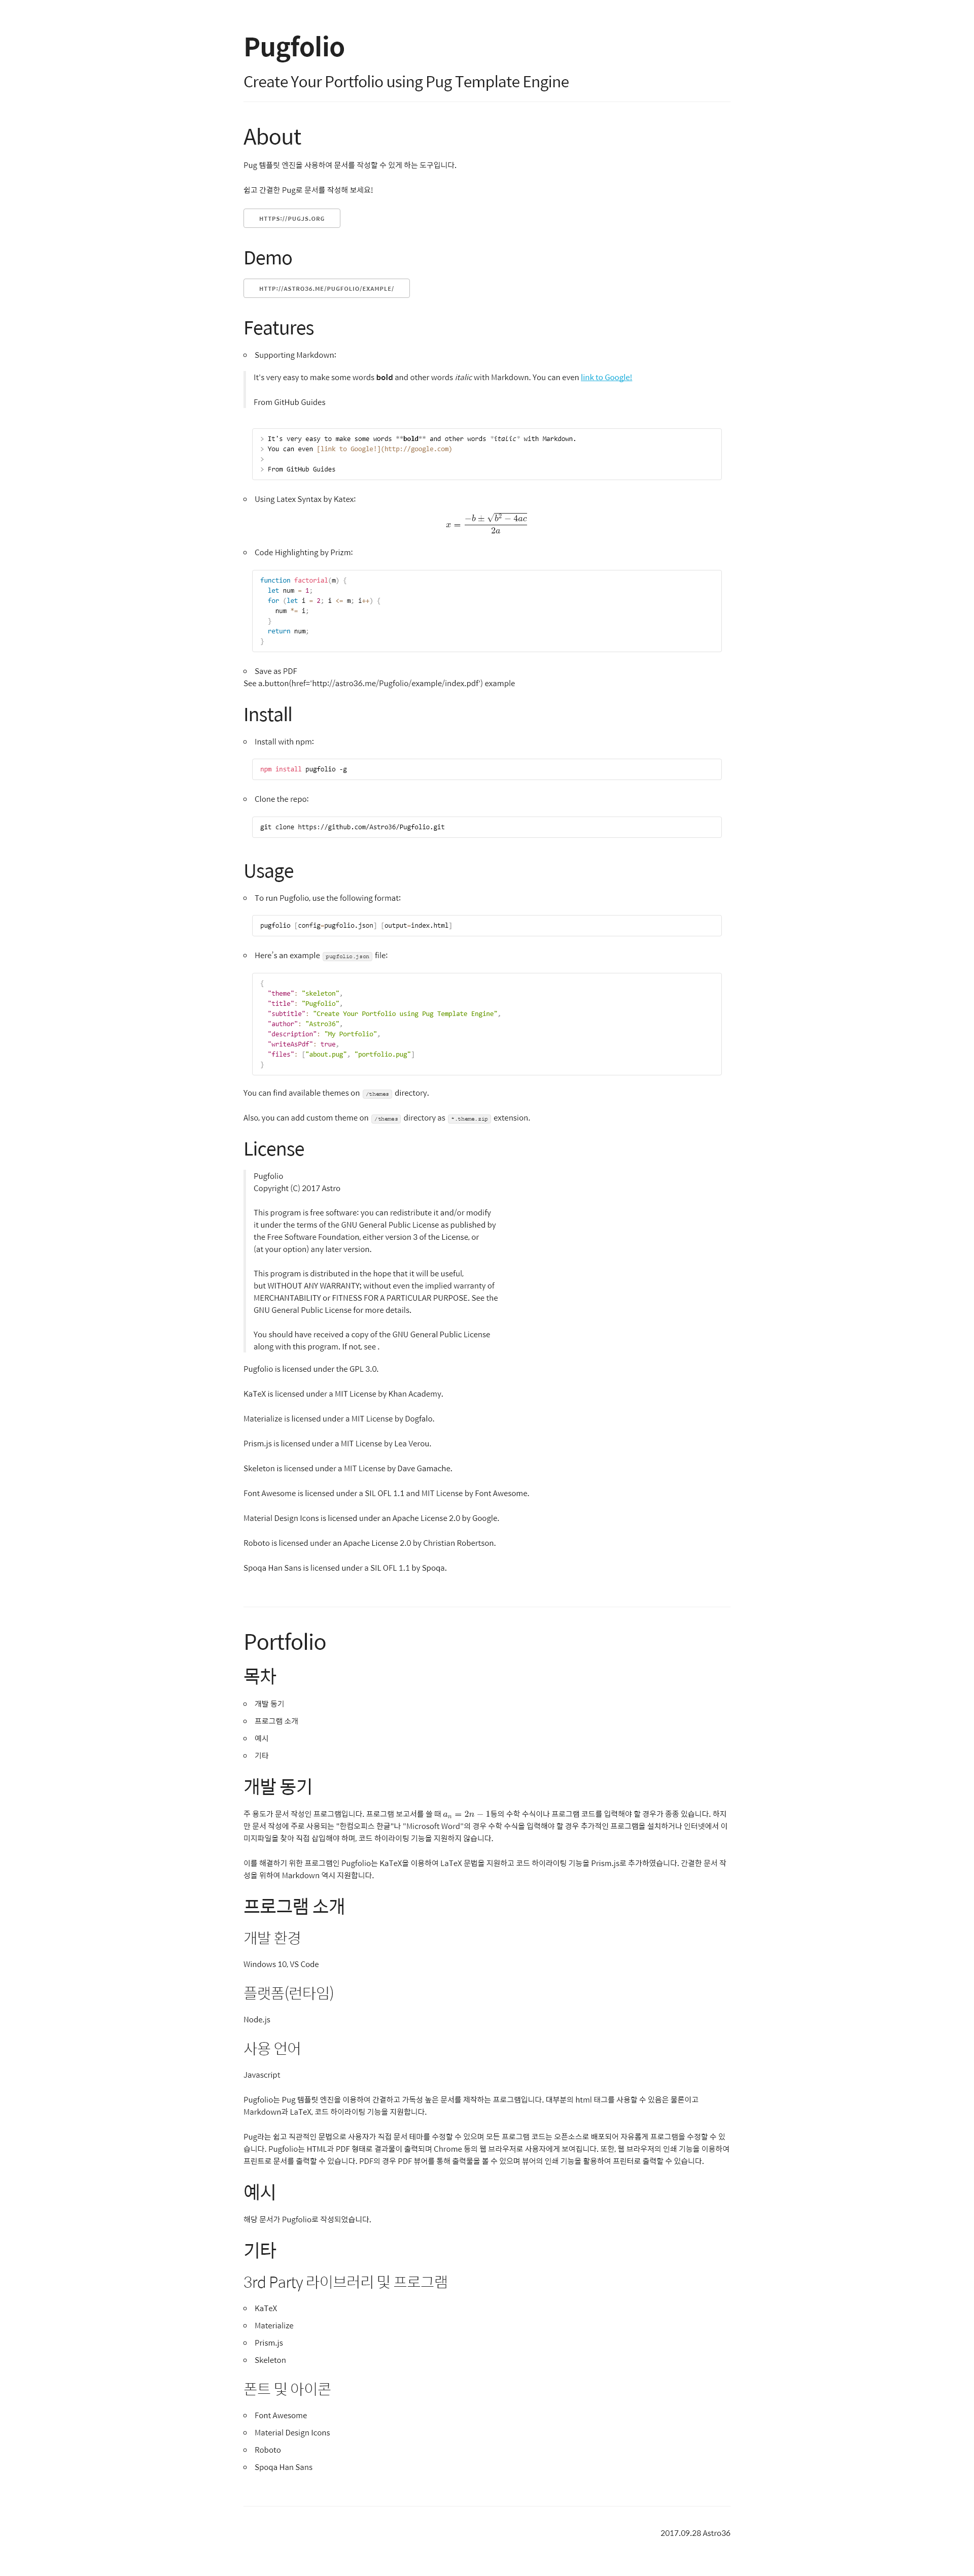 Pugfolio
Create Your Portfolio using Pug Template Engine
About
Pug 템플릿 엔진을 사용하여 문서를 작성할 수 있게 하는 도구입니다.
쉽고 간결한 Pug로 문서를 작성해 보세요!
HTTPS://PUGJS.ORG
Demo
HTTP://ASTRO36.ME/PUGFOLIO/EXAMPLE/
Features
Supporting Markdown:
It's very easy to make some words bold and other words italic with Markdown. You can even link to Google!
From GitHub Guides
> It's very easy to make some words **bold** and other words *italic* with Markdown.
> You can even [link to Google!](http://google.com)
>
> From GitHub Guides
Using Latex Syntax by Katex:
x = \frac{-b ± \sqrt{b^2 − 4ac}}{2a}
Code Highlighting by Prizm:
function factorial(m) {
let num = 1;
for (let i = 2; i <= m; i++) {
num *= i;
}
return num;
}
Save as PDF
See a.button(href='http://astro36.me/Pugfolio/example/index.pdf') example
Install
Install with npm:
npm install pugfolio -g
Clone the repo:
git clone https://github.com/Astro36/Pugfolio.git
Usage
To run Pugfolio, use the following format:
pugfolio [config=pugfolio.json] [output=index.html]
Here's an example pugfolio.json file:
{
"theme": "skeleton",
"title": "Pugfolio",
"subtitle": "Create Your Portfolio using Pug Template Engine",
"author": "Astro36",
"description": "My Portfolio",
"writeAsPdf": true,
"files": ["about.pug", "portfolio.pug"]
}
You can find available themes on /themes directory.
Also, you can add custom theme on /themes directory as *.theme.zip extension.
License
Pugfolio
Copyright (C) 2017 Astro
This program is free software: you can redistribute it and/or modify
it under the terms of the GNU General Public License as published by
the Free Software Foundation, either version 3 of the License, or
(at your option) any later version.
This program is distributed in the hope that it will be useful,
but WITHOUT ANY WARRANTY; without even the implied warranty of
MERCHANTABILITY or FITNESS FOR A PARTICULAR PURPOSE. See the
GNU General Public License for more details.
You should have received a copy of the GNU General Public License
along with this program. If not, see .
Pugfolio is licensed under the GPL 3.0.
KaTeX is licensed under a MIT License by Khan Academy.
Materialize is licensed under a MIT License by Dogfalo.
Prism.js is licensed under a MIT License by Lea Verou.
Skeleton is licensed under a MIT License by Dave Gamache.
Font Awesome is licensed under a SIL OFL 1.1 and MIT License by Font Awesome.
Material Design Icons is licensed under an Apache License 2.0 by Google.
Roboto is licensed under an Apache License 2.0 by Christian Robertson.
Spoqa Han Sans is licensed under a SIL OFL 1.1 by Spoqa.
Portfolio
목차
개발 동기
프로그램 소개
예시
기타
개발 동기
주 용도가 문서 작성인 프로그램입니다. 프로그램 보고서를 쓸 때 aₙ = 2n − 1등의 수학 수식이나 프로그램 코드를 입력해야 할 경우가 종종 있습니다. 하지
만 문서 작성에 주로 사용되는 "한컴오피스 한글"나 "Microsoft Word"의 경우 수학 수식을 입력해야 할 경우 추가적인 프로그램을 설치하거나 인터넷에서 이
미지파일을 찾아 직접 삽입해야 하며, 코드 하이라이팅 기능을 지원하지 않습니다.
이를 해결하기 위한 프로그램인 Pugfolio는 KaTeX을 이용하여 LaTeX 문법을 지원하고 코드 하이라이팅 기능을 Prism.js로 추가하였습니다. 간결한 문서 작
성을 위하여 Markdown 역시 지원합니다.
프로그램 소개
개발 환경
Windows 10, VS Code
플랫폼(런타임)
Node.js
사용 언어
Javascript
Pugfolio는 Pug 템플릿 엔진을 이용하여 간결하고 가독성 높은 문서를 제작하는 프로그램입니다. 대부분의 html 태그를 사용할 수 있음은 물론이고
Markdown과 LaTeX, 코드 하이라이팅 기능을 지원합니다.
Pug라는 쉽고 직관적인 문법으로 사용자가 직접 문서 테마를 수정할 수 있으며 모든 프로그램 코드는 오픈소스로 배포되어 자유롭게 프로그램을 수정할 수 있
습니다. Pugfolio는 HTML과 PDF 형태로 결과물이 출력되며 Chrome 등의 웹 브라우저로 사용자에게 보여집니다. 또한, 웹 브라우저의 인쇄 기능을 이용하여
프린트로 문서를 출력할 수 있습니다. PDF의 경우 PDF 뷰어를 통해 출력물을 볼 수 있으며 뷰어의 인쇄 기능을 활용하여 프린터로 출력할 수 있습니다.
예시
해당 문서가 Pugfolio로 작성되었습니다.
기타
3rd Party 라이브러리 및 프로그램
KaTeX
Materialize
Prism.js
Skeleton
폰트 및 아이콘
Font Awesome
Material Design Icons
Roboto
Spoqa Han Sans
2017.09.28 Astro36